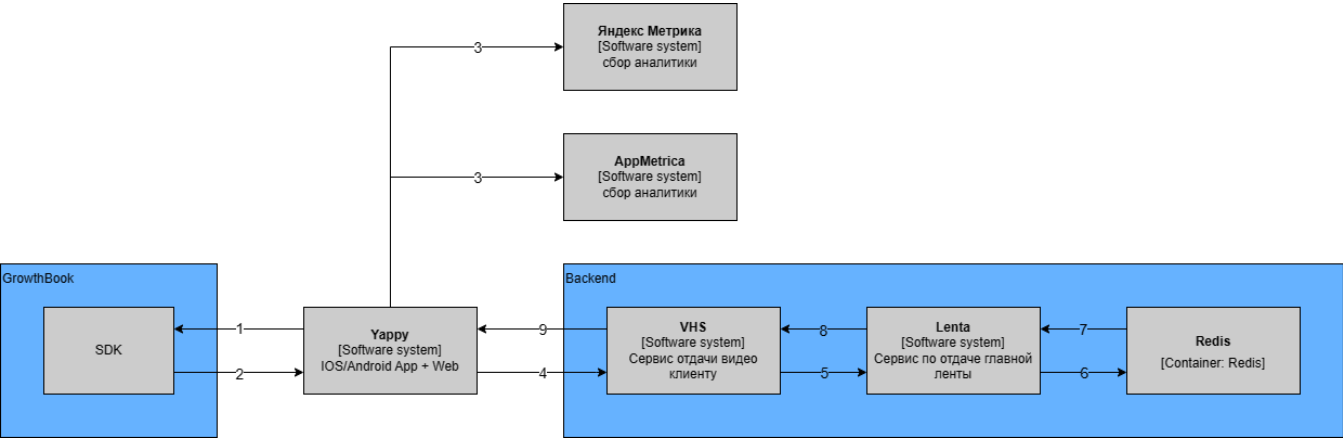 Яндекс Метрика
[Software system]
сбор аналитики
3
AppMetrica
[Software system]
сбор аналитики
3
GrowthBook
SDK
1
2
Yappy
[Software system]
IOS/Android App + Web
9
4
Backend
VHS
[Software system]
Сервис отдачи видео
клиенту
8
5
Lenta
[Software system]
Сервис по отдаче главной
ленты
7
6
Redis
[Container: Redis]